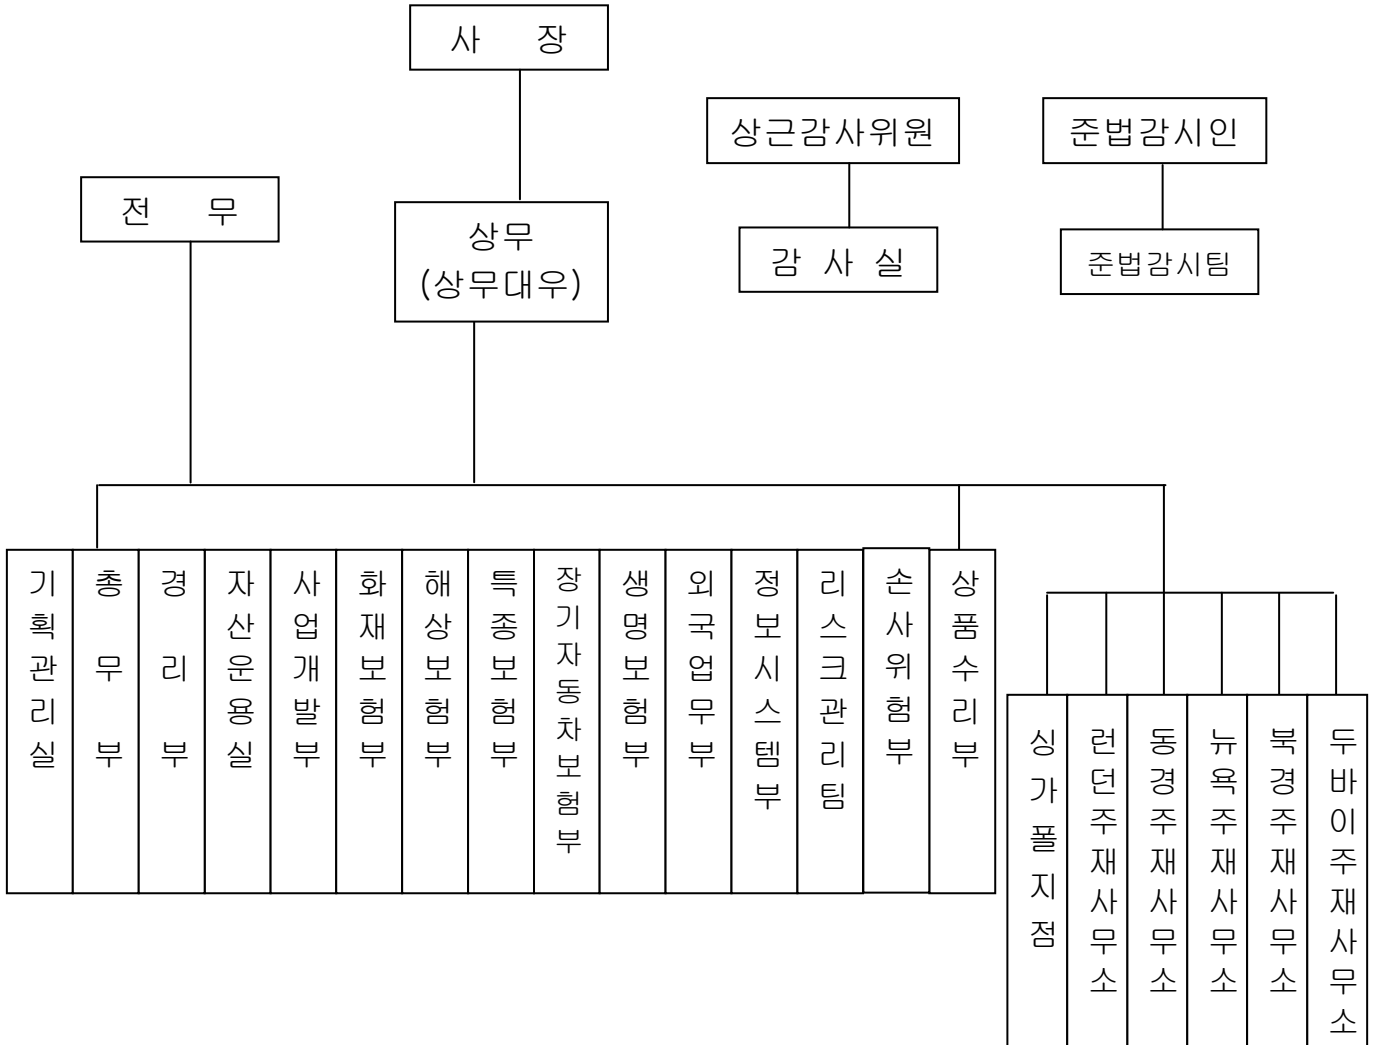 사 장
상근감사위원
준법감시인
전 무
상무
(상무대우)
감 사 실
준법감시팀
기획관리실
총무부
경리부
자산운용실
사업개발부
화재보험부
해상보험부
특종보험부
장기자동차보험부
생명보험부
외국업무부
정보시스템부
리스크관리팀
손사위험부
상품수리부
싱가폴지점
런던주재사무소
동경주재사무소
뉴욕주재사무소
북경주재사무소
두바이주재사무소